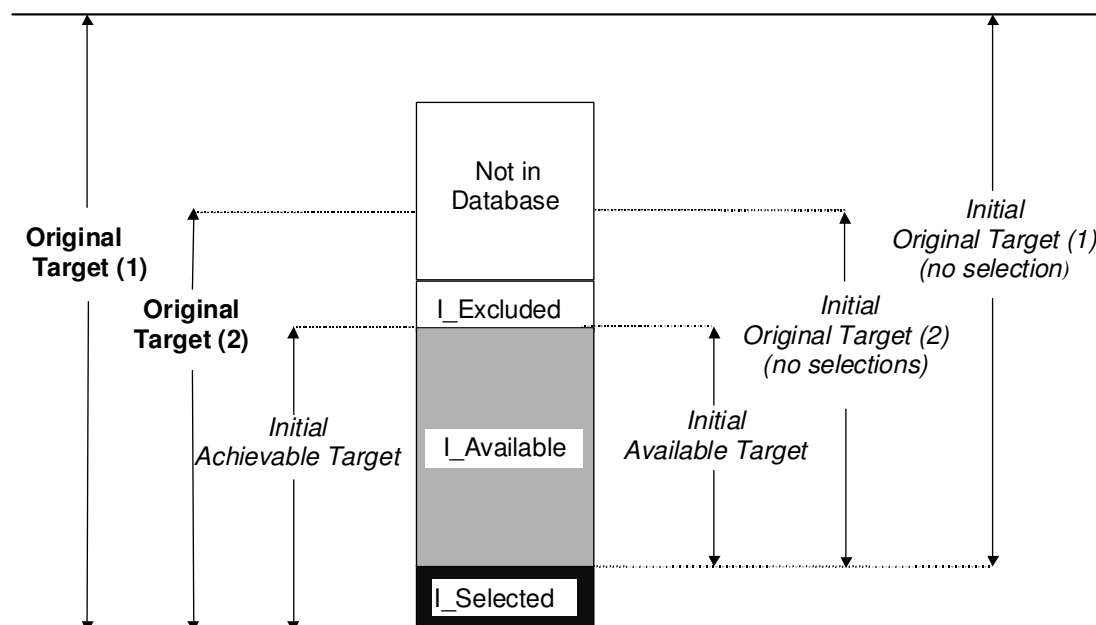 Not in
Database
Original
Target (1)
Initial
Original Target (1)
(no selection)
Original
Target (2)
I_Excluded
Initial
Original Target (2)
(no selections)
Initial
Achievable Target
I_Available
Initial
Available Target
I_Selected